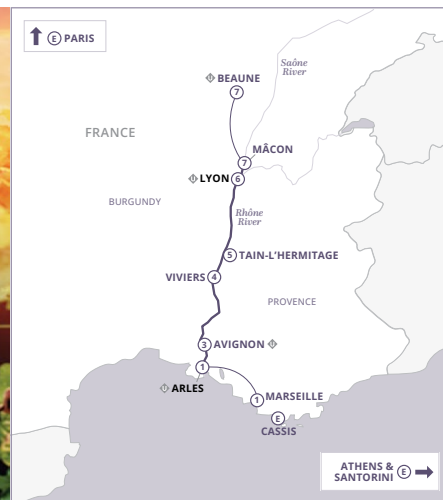 E PARIS
Saône
River
U BEAUNE
7
FRANCE
MÂCON
7
U LYON 6
BURGUNDY
Rhône
River
5 TAIN-L'HERMITAGE
VIVIERS 4
PROVENCE
3 AVIGNON U
1
U ARLES
1 MARSEILLE
E
CASSIS
ATHENS &
SANTORINI E